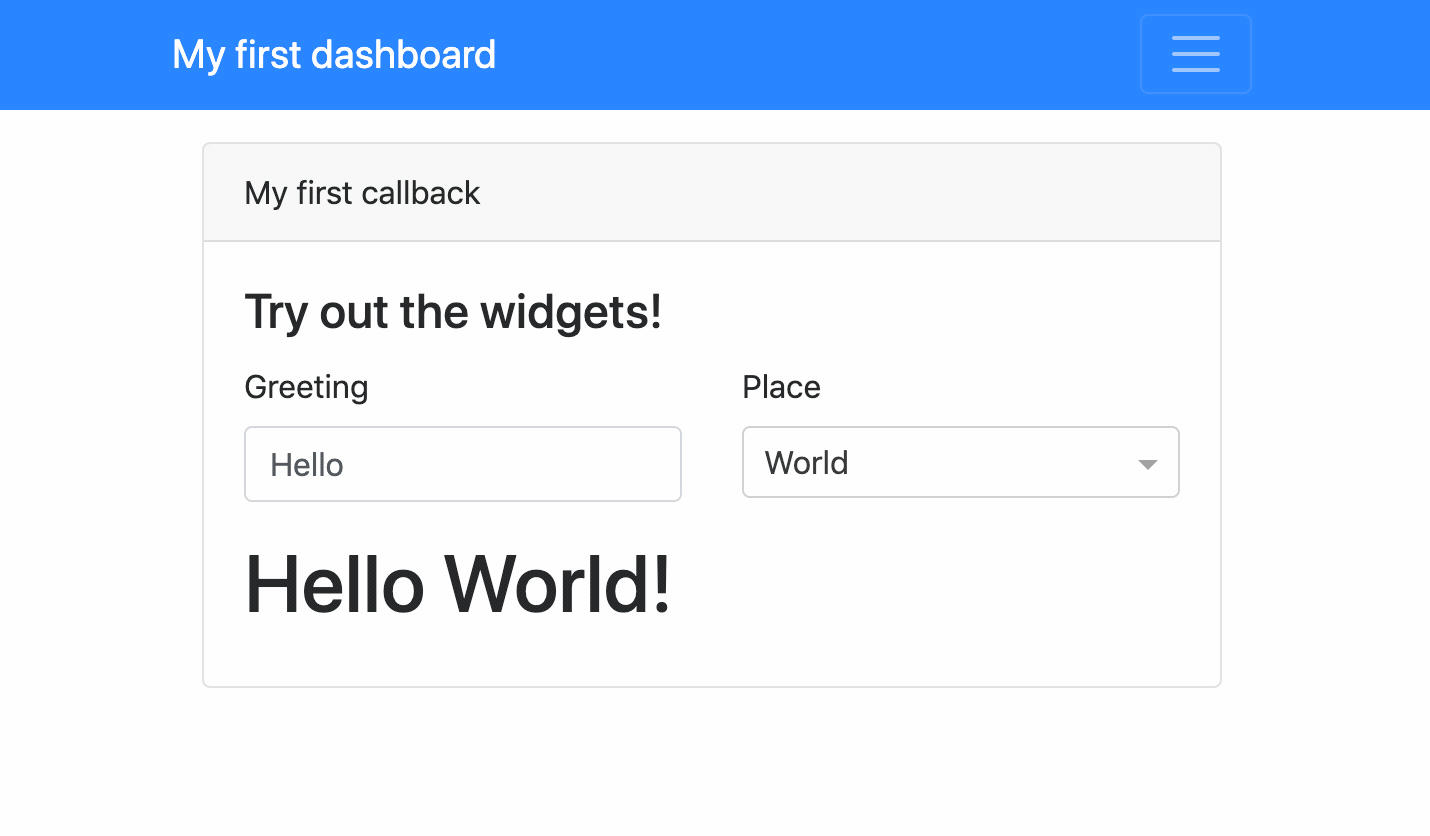 My first dashboard
My first callback
Try out the widgets!
Greeting
Place
Hello
World
Hello World!